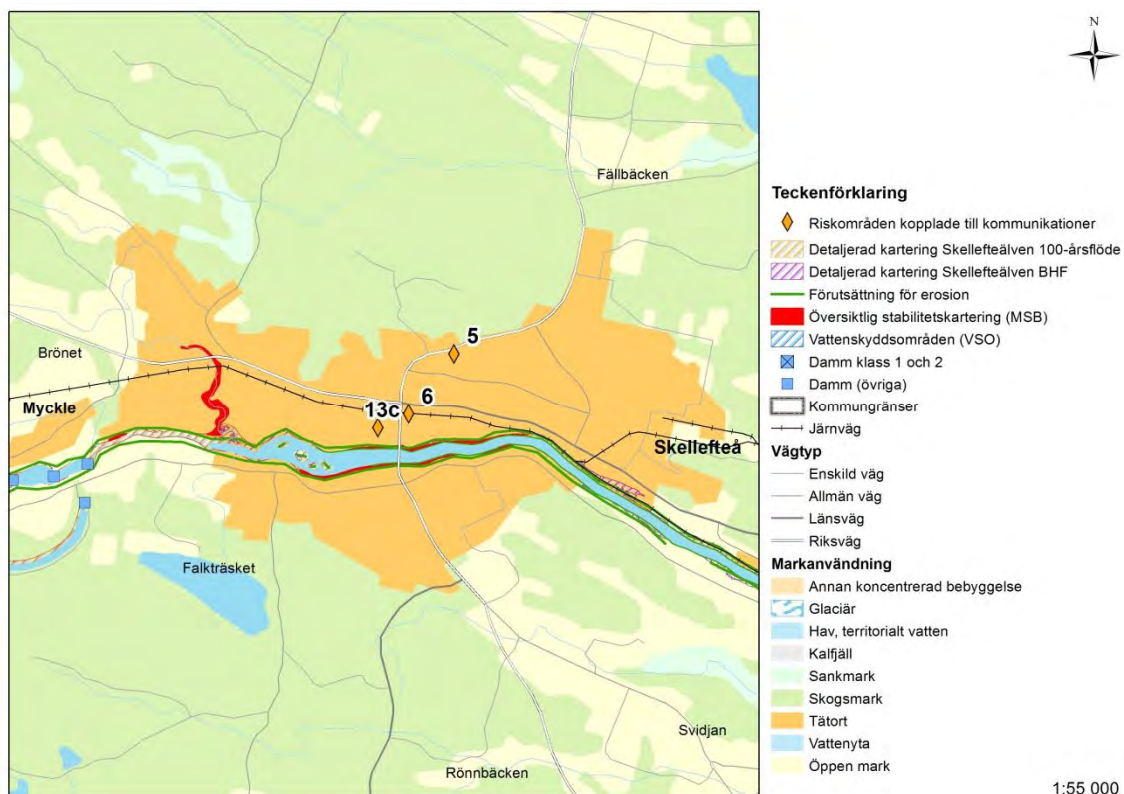 N
Fällbäcken
5
Brönet
6
13c
Myckle
Skellefteå
Falkträsket
Svidjan
Rönnbäcken
Teckenförklaring
Riskområden kopplade till kommunikationer
Detaljerad kartering Skellefteälven 100-årsflöde
Detaljerad kartering Skellefteälven BHF
Förutsättning för erosion
Översiktlig stabilitetskartering (MSB)
Vattenskyddsområden (VSO)
Damm klass 1 och 2
Damm (övriga)
Kommungränser
Järnväg
Vägtyp
Enskild väg
Allmän väg
Länsväg
Riksväg
Markanvändning
Annan koncentrerad bebyggelse
Glaciär
Hav, territorialt vatten
Kalfjäll
Sankmark
Skogsmark
Tätort
Vattenyta
Öppen mark
1:55 000